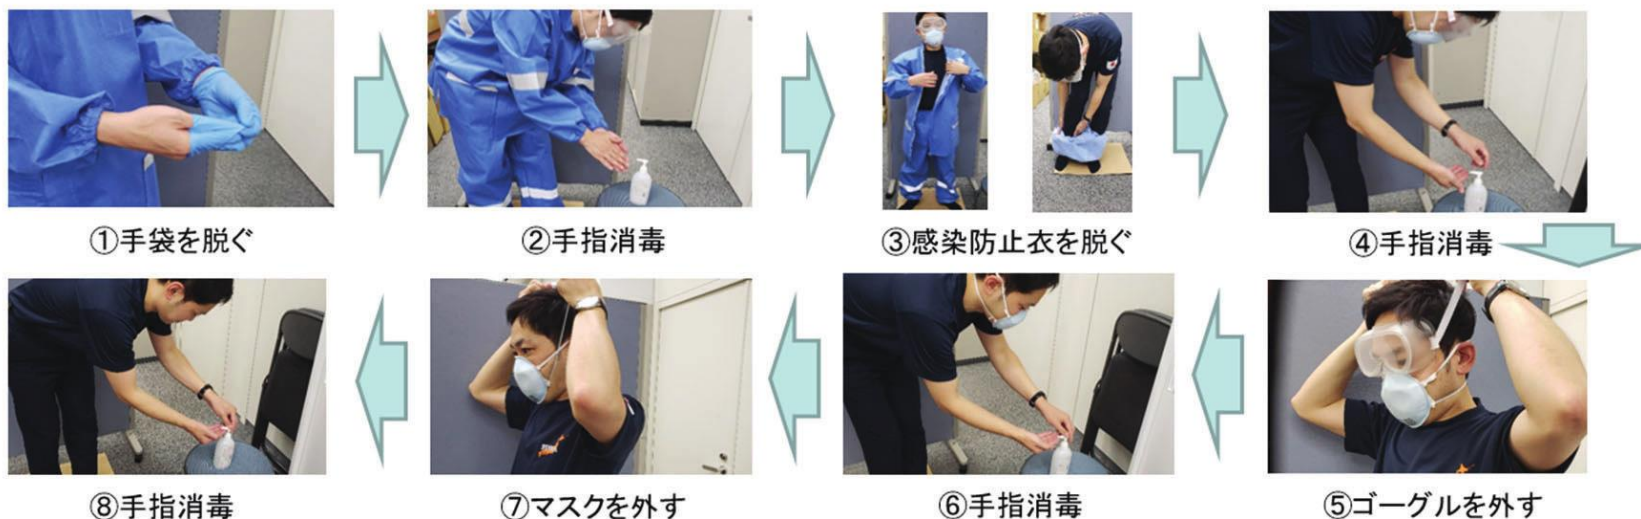 ①手袋を脱ぐ
②手指消毒
③感染防止衣を脱ぐ
④手指消毒
⑤ゴーグルを外す
⑥手指消毒
⑦マスクを外す
⑧手指消毒